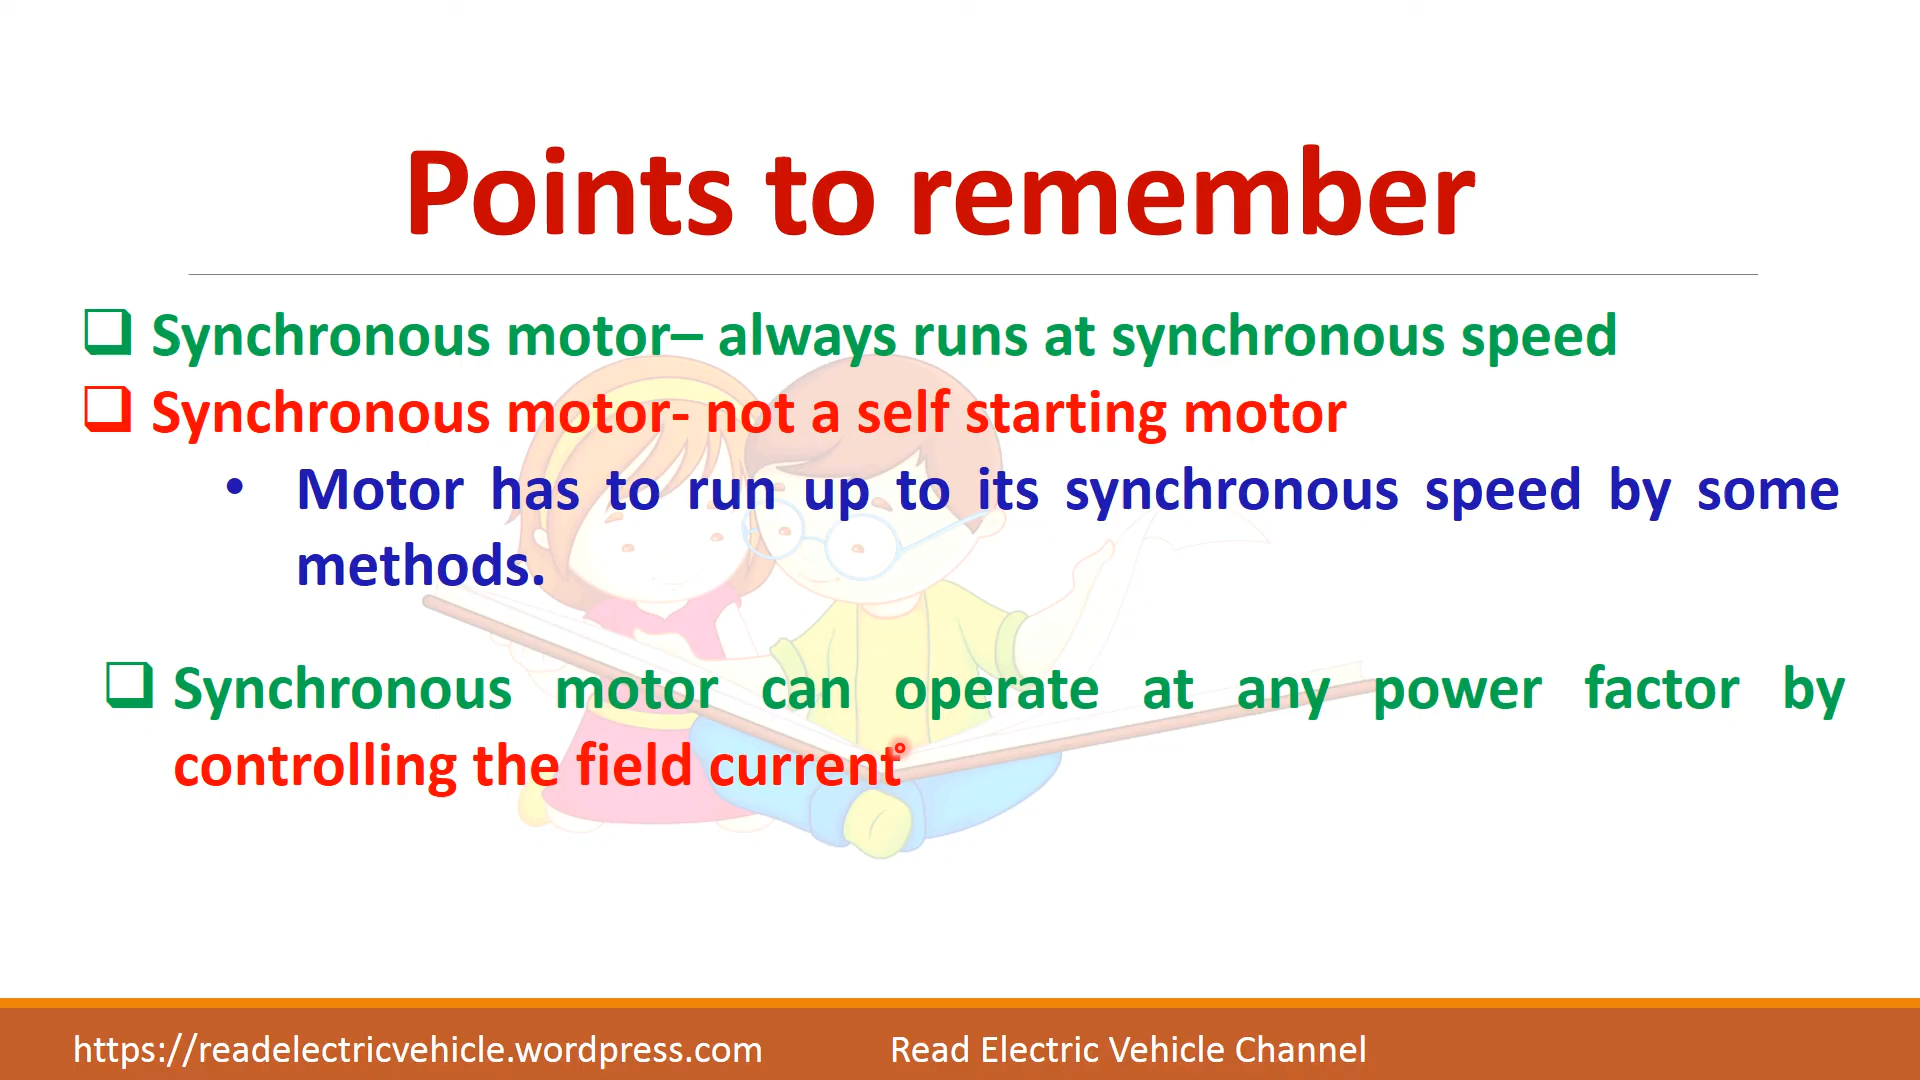 Points to remember
❑ Synchronous motor– always runs at synchronous speed
❑ Synchronous motor- not a self starting motor
• Motor has to run up to its synchronous speed by some
methods.
❑ Synchronous motor can operate at any power factor by
controlling the field current
https://readelectricvehicle.wordpress.com Read Electric Vehicle Channel